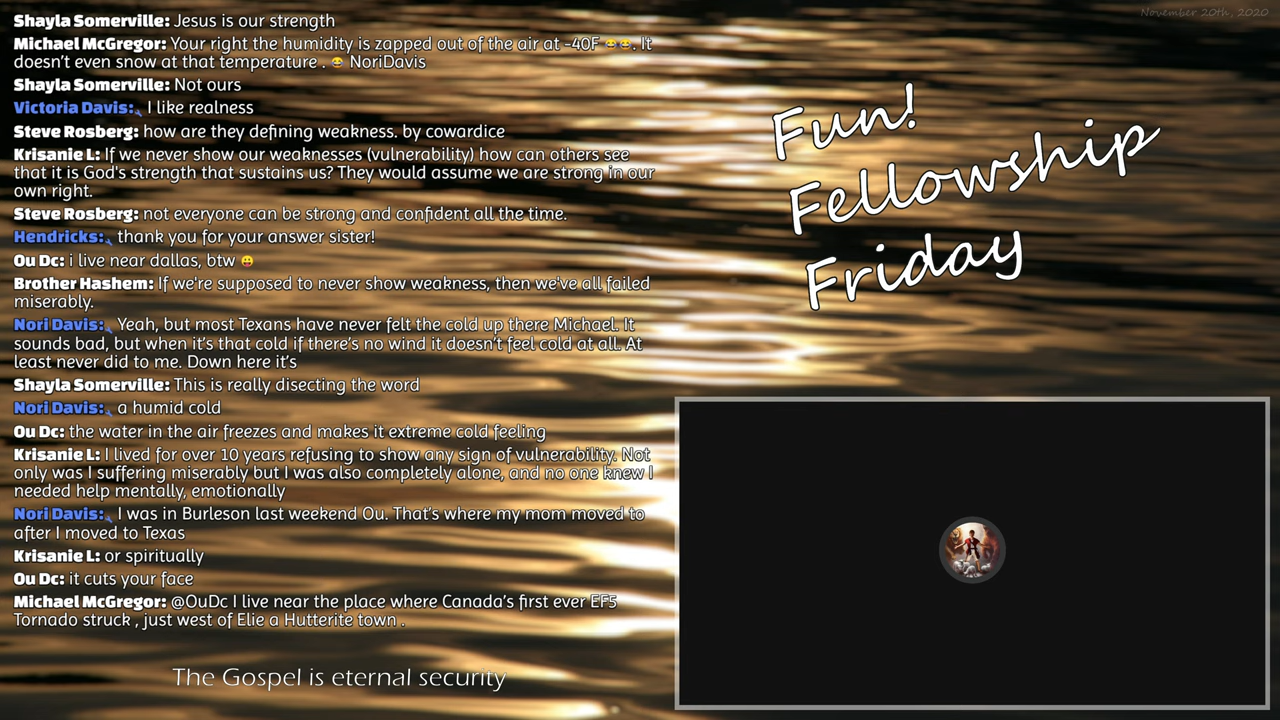 Shayla Somerville: Jesus is our strength
Michael McGregor: Your right the humidity is zapped out of the air at -40F 😂😂. It
doesn't even snow at that temperature . 😂 NoriDavis
Shayla Somerville: Not ours
Victoria Davis: I like realness
Steve Rosberg: how are they defining weakness. by cowardice
Krisanie L: If we never show our weaknesses (vulnerability) how can others see
that it is God's strength that sustains us? They would assume we are strong in our
own right.
Steve Rosberg: not everyone can be strong and confident all the time.
Hendricks: thank you for your answer sister!
Ou Dc: i live near dallas, btw 😛
Brother Hashem: If we're supposed to never show weakness, then we've all failed
miserably.
Nori Davis: Yeah, but most Texans have never felt the cold up there Michael. It
sounds bad, but when it's that cold if there's no wind it doesn't feel cold at all. At
least never did to me. Down here it's
Shayla Somerville: This is really disecting the word
Nori Davis: a humid cold
Ou Dc: the water in the air freezes and makes it extreme cold feeling
Krisanie L: I lived for over 10 years refusing to show any sign of vulnerability. Not
only was I suffering miserably but I was also completely alone, and no one knew I
needed help mentally, emotionally
Nori Davis: I was in Burleson last weekend Ou. That's where my mom moved to
after I moved to Texas
Krisanie L: or spiritually
Ou Dc: it cuts your face
Michael McGregor: @OuDc I live near the place where Canada's first ever EF5
Tornado struck , just west of Elie a Hutterite town .
The Gospel is eternal security
November 20th, 2020
Fun!
Fellowship
Friday